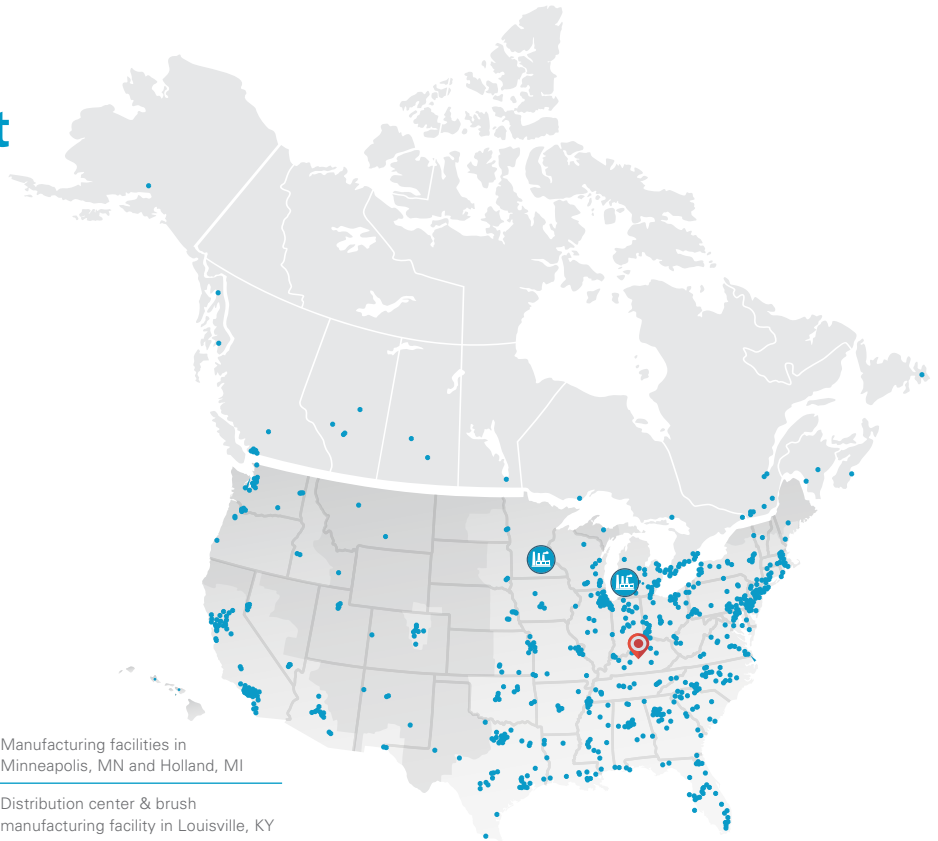 t
Manufacturing facilities in
Minneapolis, MN and Holland, MI
Distribution center & brush
manufacturing facility in Louisville, KY